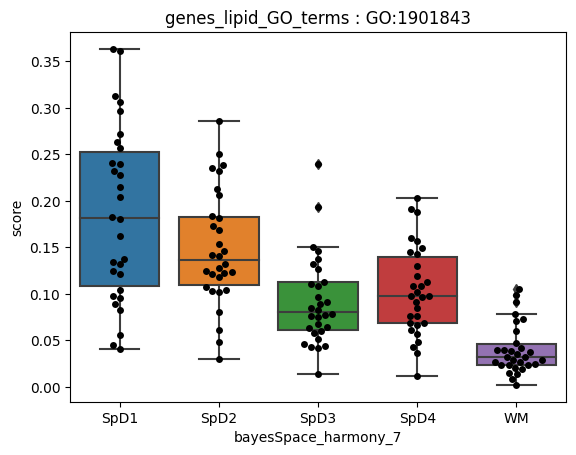 genes_lipid_GO_terms : GO:1901843
0.35
0.30
0.25
0.20
0.15
0.10
0.05
0.00
score
SpD1 SpD2 SpD3 SpD4 WM
bayesSpace_harmony_7